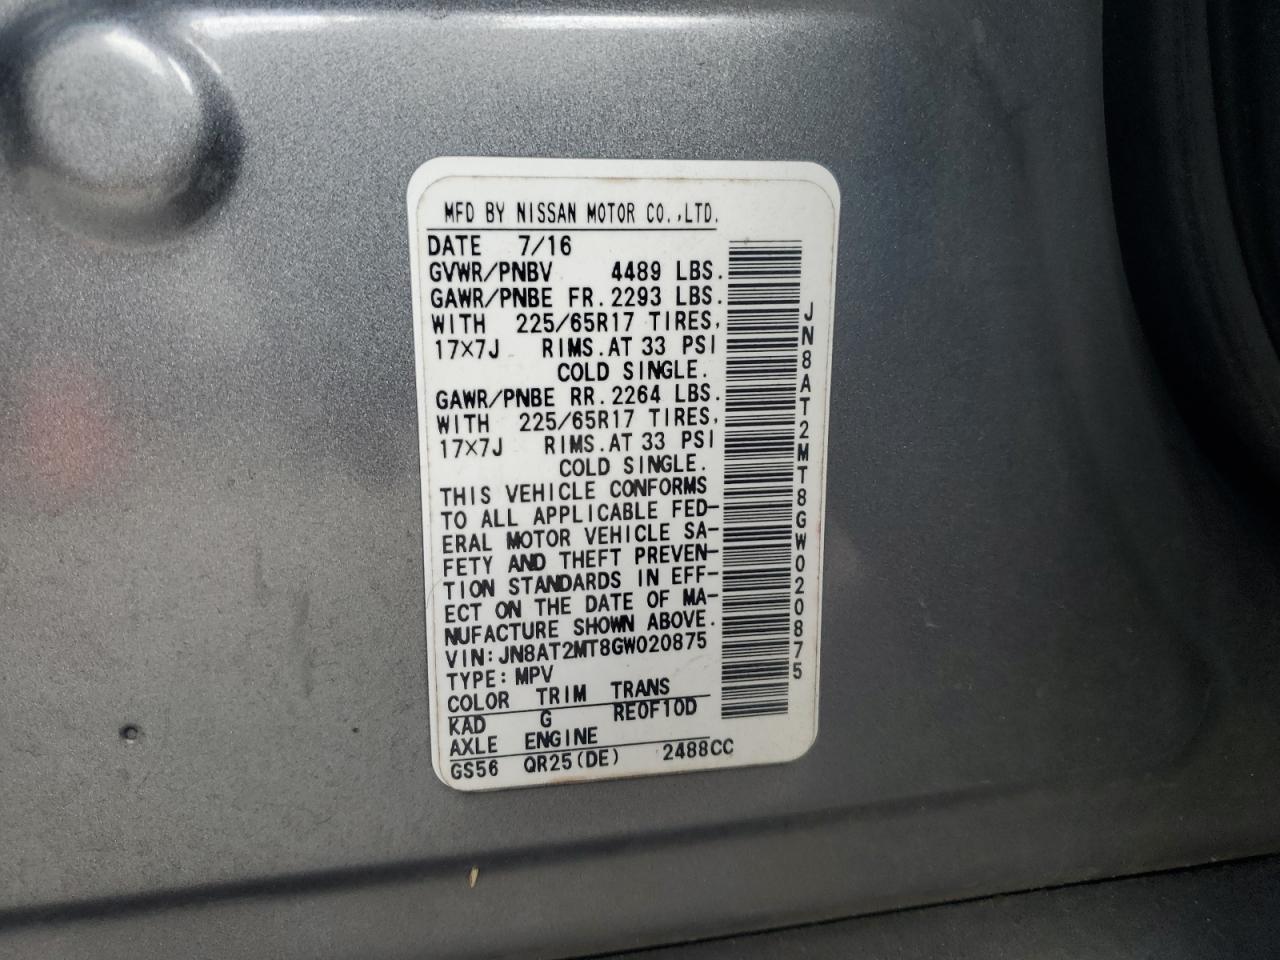 MFD BY NISSAN MOTOR CO.,LTD.
DATE 7/16
GVWR/PNBV 4489 LBS.
GAWR/PNBE FR. 2293 LBS.
WITH 225/65R17 TIRES,
17×7J RIMS. AT 33 PSI
COLD SINGLE.
GAWR/PNBE RR. 2264 LBS.
WITH 225/65R17 TIRES,
17×7J RIMS. AT 33 PSI
COLD SINGLE.
THIS VEHICLE CONFORMS
TO ALL APPLICABLE FED-
ERAL MOTOR VEHICLE SA-
FETY AND THEFT PREVEN-
TION STANDARDS IN EFF-
ECT ON THE DATE OF MA-
NUFACTURE SHOWN ABOVE.
VIN: JN8AT2MT8GW020875
TYPE: MPV
COLOR TRIM TRANS
KAD G RE0F10D
AXLE ENGINE
GS56 QR25(DE) 2488CC
JN8AT2MT8GW020875